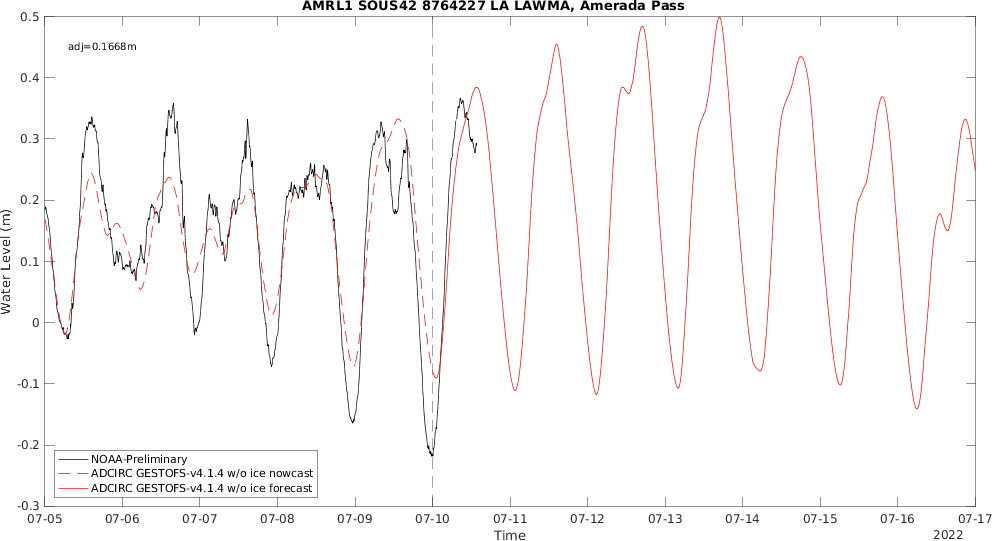 AMRL1 SOUS42 8764227 LA LAWMA, Amerada Pass
adj=0.1668m
0.5
0.4
0.3
0.2
0.1
0
-0.1
-0.2
-0.3
Water Level (m)
NOAA-Preliminary
ADCIRC GESTOFS-v4.1.4 w/o ice nowcast
ADCIRC GESTOFS-v4.1.4 w/o ice forecast
07-05 07-06 07-07 07-08 07-09 07-10 07-11 07-12 07-13 07-14 07-15 07-16 07-17
Time
2022